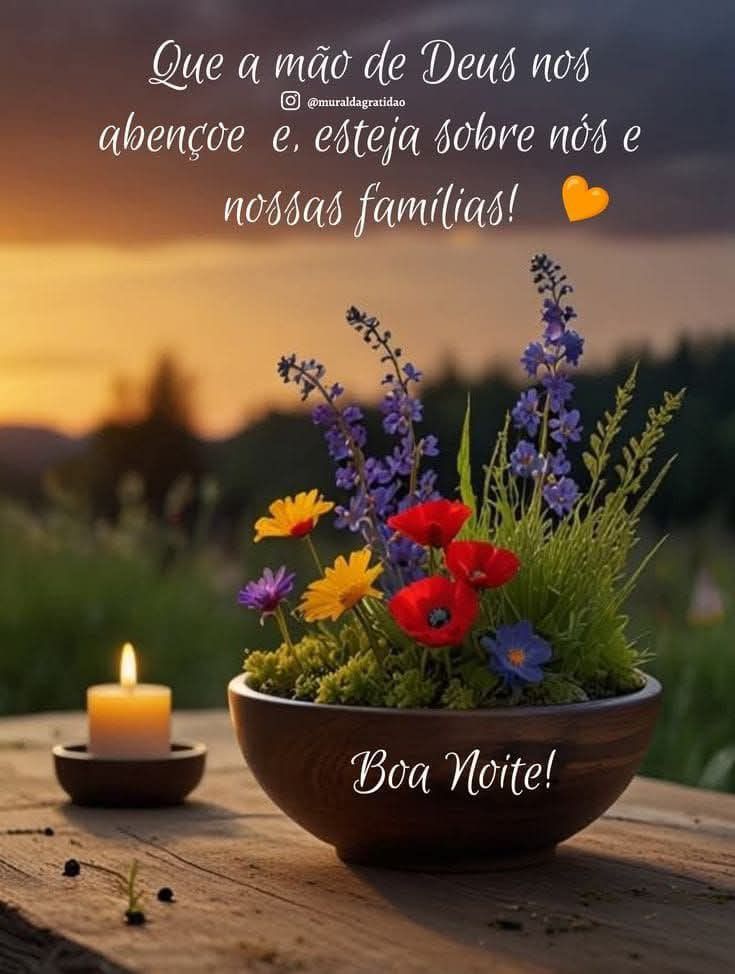 Que a mão de Deus nos
@muraldagratidao
abençoe e, esteja sobre nós e
nossas famílias!
Boa Noite!